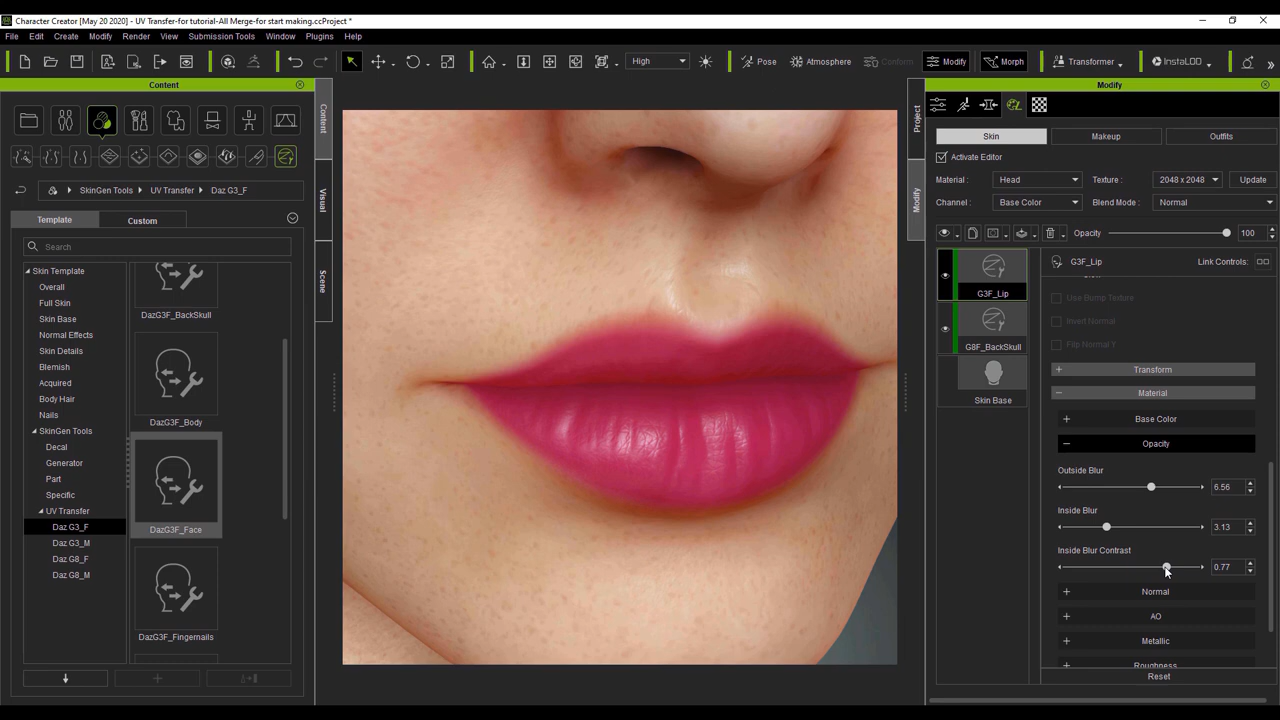 Character Creator [May 20 2020] - UV Transfer-for tutorial-All Merge-for start making.ccProject *
File Edit Create Modify Render View Submission Tools Window Plugins Help
High Pose Atmosphere Conform Modify Morph Transformer InstaLOD
Content
SkinGen Tools UV Transfer Daz G3_F
Template Custom
Search
Skin Template
Overall
Full Skin
Skin Base
Normal Effects
Skin Details
Blemish
Acquired
Body Hair
Nails
SkinGen Tools
Decal
Generator
Part
Specific
UV Transfer
Daz G3_F
Daz G3_M
Daz G8_F
Daz G8_M
DazG3F_BackSkull
DazG3F_Body
DazG3F_Face
DazG3F_Fingernails
Content
Visual
Scene
Project
Modify
Modify
Skin Makeup Outfits
Activate Editor
Material : Head Texture : 2048 x 2048 Update
Channel : Base Color Blend Mode : Normal
Opacity 100
G3F_Lip
G8F_BackSkull
Skin Base
G3F_Lip Link Controls:
Use Bump Texture
Invert Normal
Flip Normal Y
Transform
Material
Base Color
Opacity
Outside Blur
6.56
Inside Blur
3.13
Inside Blur Contrast
0.77
Normal
AO
Metallic
Roughness
Reset